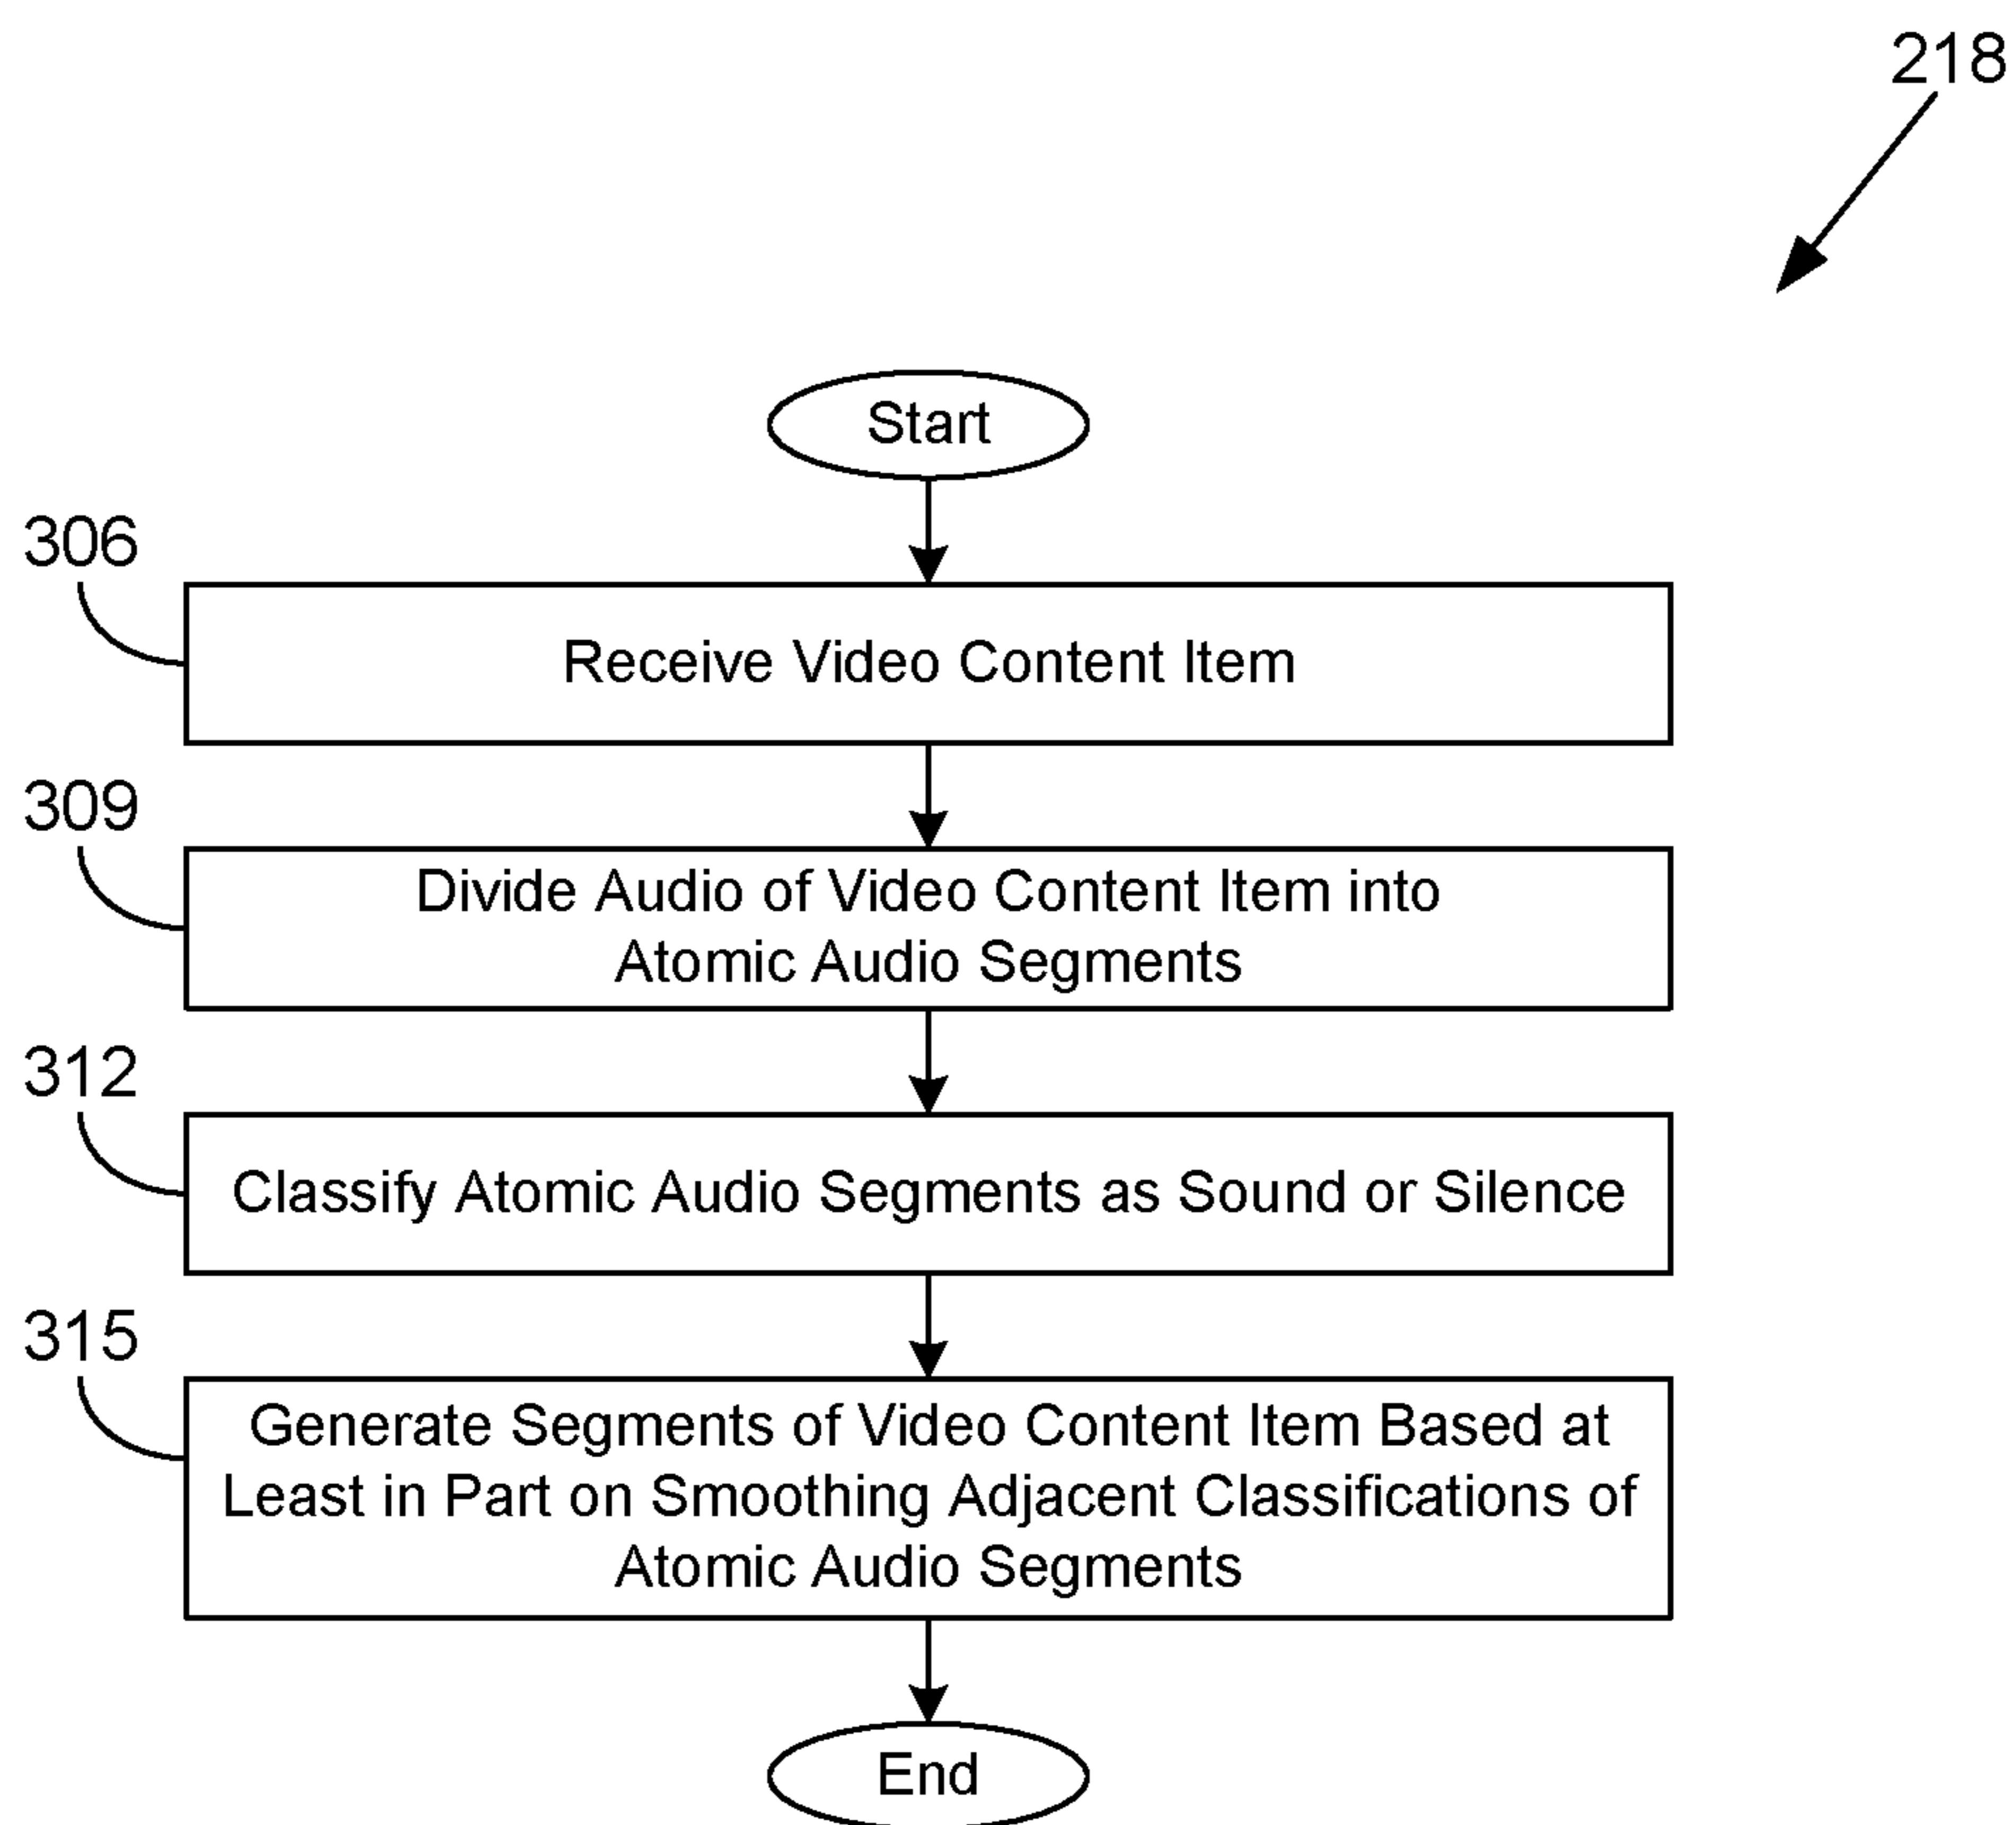 218
Start
306
Receive Video Content Item
309
Divide Audio of Video Content Item into
Atomic Audio Segments
312
Classify Atomic Audio Segments as Sound or Silence
315
Generate Segments of Video Content Item Based at
Least in Part on Smoothing Adjacent Classifications of
Atomic Audio Segments
End